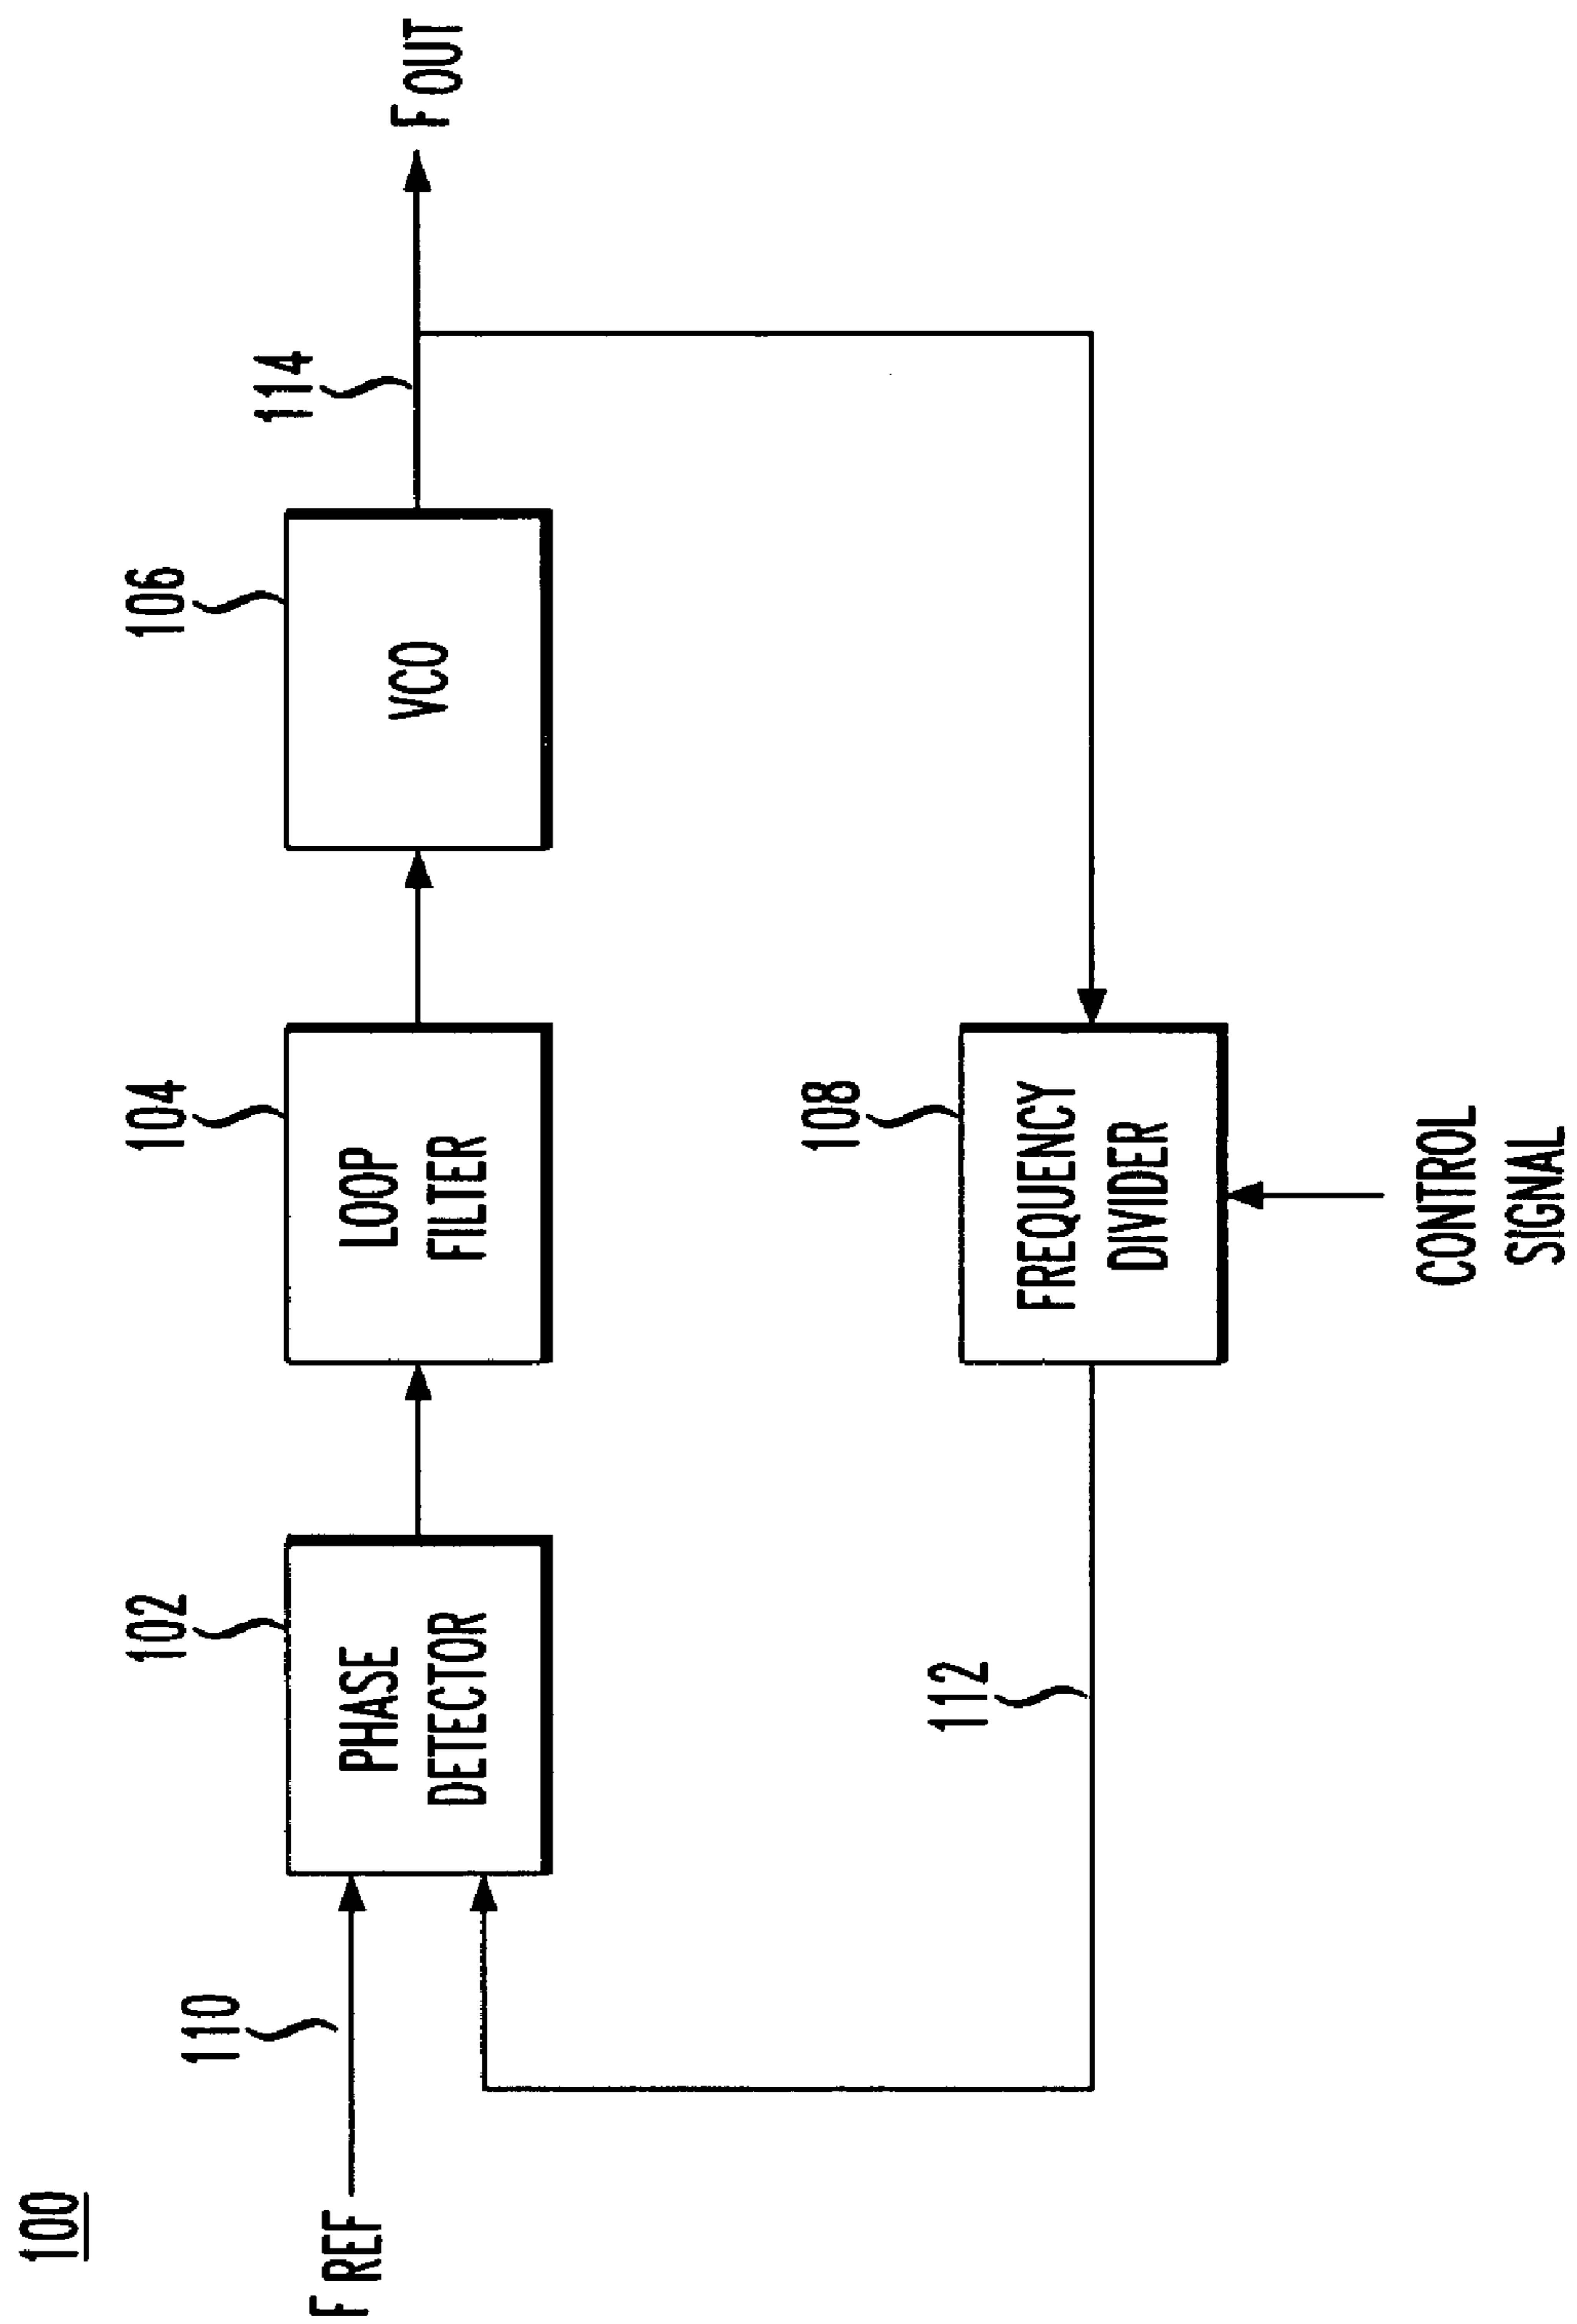 100
F REF
110
102
PHASE
DETECTOR
104
LOOP
FILTER
106
VCO
114
F OUT
112
108
FREQUENCY
DIVIDER
CONTROL
SIGNAL